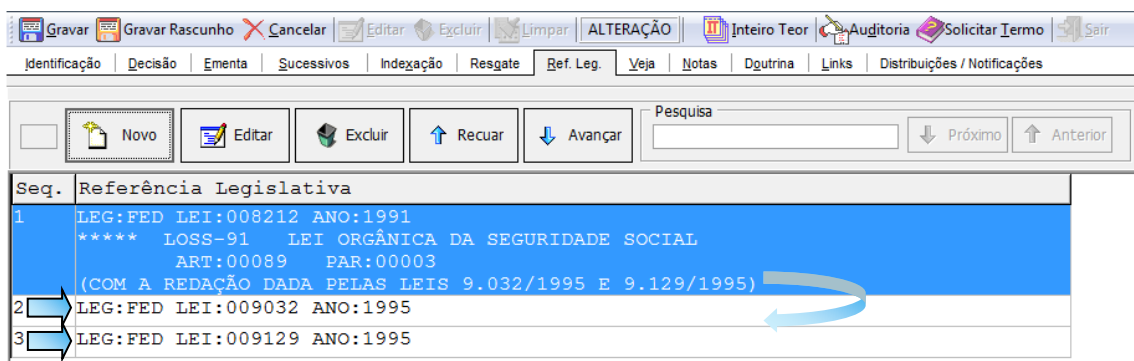 Gravar Gravar Rascunho Cancelar Editar Excluir Limpar ALTERAÇÃO Inteiro Teor Auditoria Solicitar Termo Sair
Identificação Decisão Ementa Sucessivos Indexação Resgate Ref. Leg. Veja Notas Doutrina Links Distribuições / Notificações
Pesquisa
Novo Editar Excluir Recuar Avançar Próximo Anterior
Seq. Referência Legislativa
1 LEG:FED LEI:008212 ANO:1991
***** LOSS-91 LEI ORGÂNICA DA SEGURIDADE SOCIAL
ART:00089 PAR:00003
(COM A REDAÇÃO DADA PELAS LEIS 9.032/1995 E 9.129/1995)
2 LEG:FED LEI:009032 ANO:1995
3 LEG:FED LEI:009129 ANO:1995